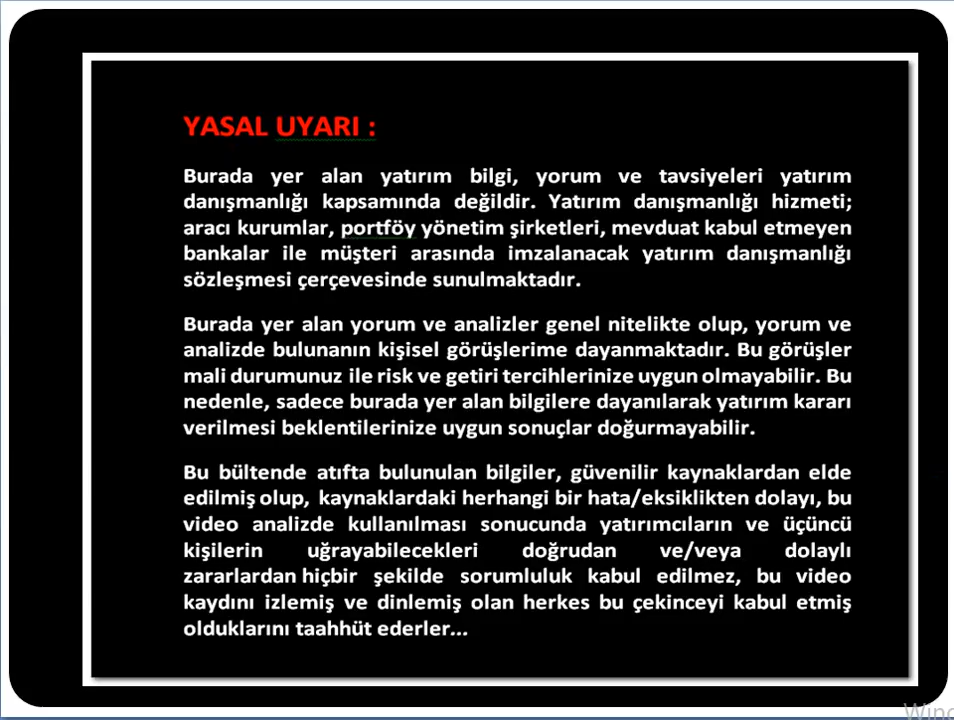 YASAL UYARI :
Burada yer alan yatırım bilgi, yorum ve tavsiyeleri yatırım
danışmanlığı kapsamında değildir. Yatırım danışmanlığı hizmeti;
aracı kurumlar, portföy yönetim şirketleri, mevduat kabul etmeyen
bankalar ile müşteri arasında imzalanacak yatırım danışmanlığı
sözleşmesi çerçevesinde sunulmaktadır.
Burada yer alan yorum ve analizler genel nitelikte olup, yorum ve
analizde bulunanın kişisel görüşlerime dayanmaktadır. Bu görüşler
mali durumunuz ile risk ve getiri tercihlerinize uygun olmayabilir. Bu
nedenle, sadece burada yer alan bilgilere dayanılarak yatırım kararı
verilmesi beklentilerinize uygun sonuçlar doğurmayabilir.
Bu bültende atıfta bulunulan bilgiler, güvenilir kaynaklardan elde
edilmiş olup, kaynaklardaki herhangi bir hata/eksiklikten dolayı, bu
video analizde kullanılması sonucunda yatırımcıların ve üçüncü
kişilerin uğrayabilecekleri doğrudan ve/veya dolaylı
zararlardan hiçbir şekilde sorumluluk kabul edilmez, bu video
kaydını izlemiş ve dinlemiş olan herkes bu çekinceyi kabul etmiş
olduklarını taahhüt ederler...